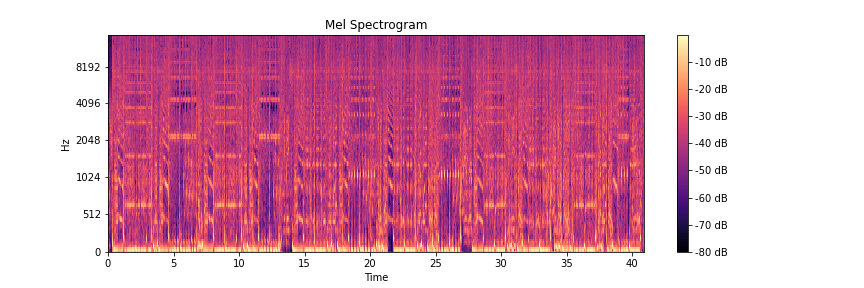 Mel Spectrogram
Hz
8192
4096
2048
1024
512
0
0 5 10 15 20 25 30 35 40
Time
-10 dB
-20 dB
-30 dB
-40 dB
-50 dB
-60 dB
-70 dB
-80 dB